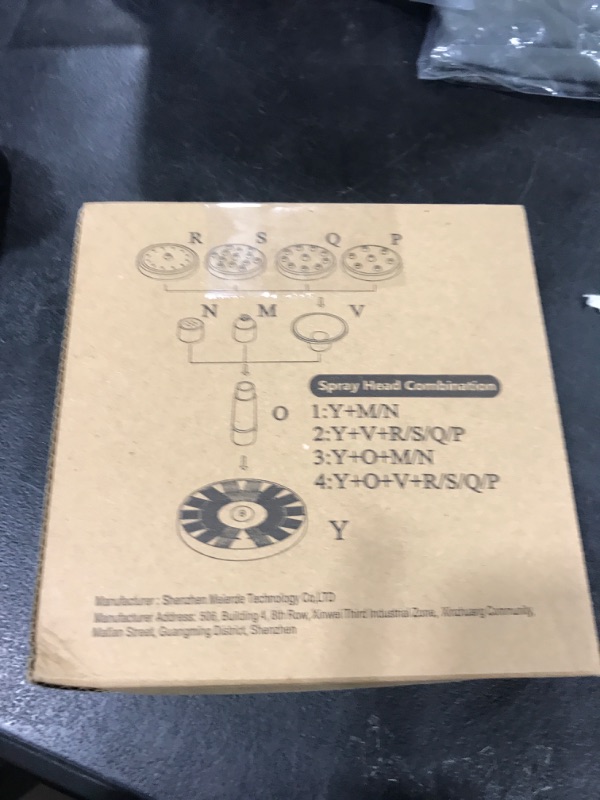 R S Q P
N M V
Spray Head Combination
O 1:Y+M/N
2:Y+V+R/S/Q/P
3:Y+O+M/N
4:Y+O+V+R/S/Q/P
Y
Manufacturer : Shenzhen Meierde Technology Co,LTD
Manufacturer Address: 506, Building 4, 8th Row, Xinwei Third Industrial Zone, Xinzhuang Community,
Matian Street, Guangming District, Shenzhen